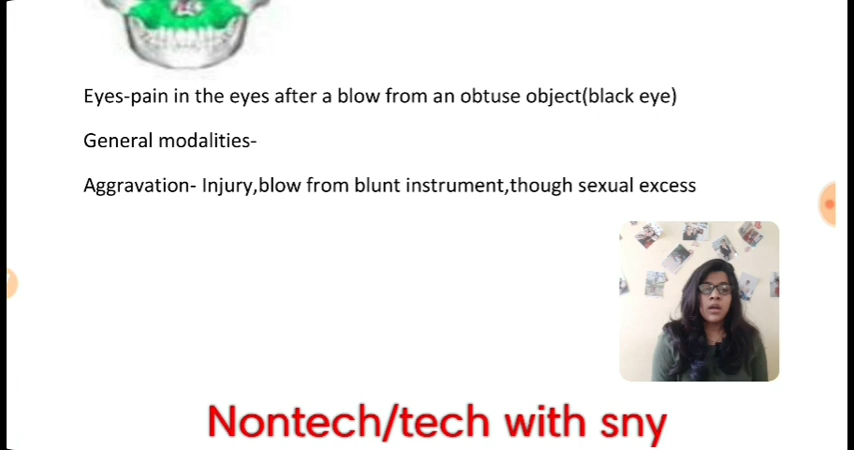 Eyes-pain in the eyes after a blow from an obtuse object(black eye)
General modalities-
Aggravation- Injury,blow from blunt instrument,though sexual excess
Nontech/tech with sny